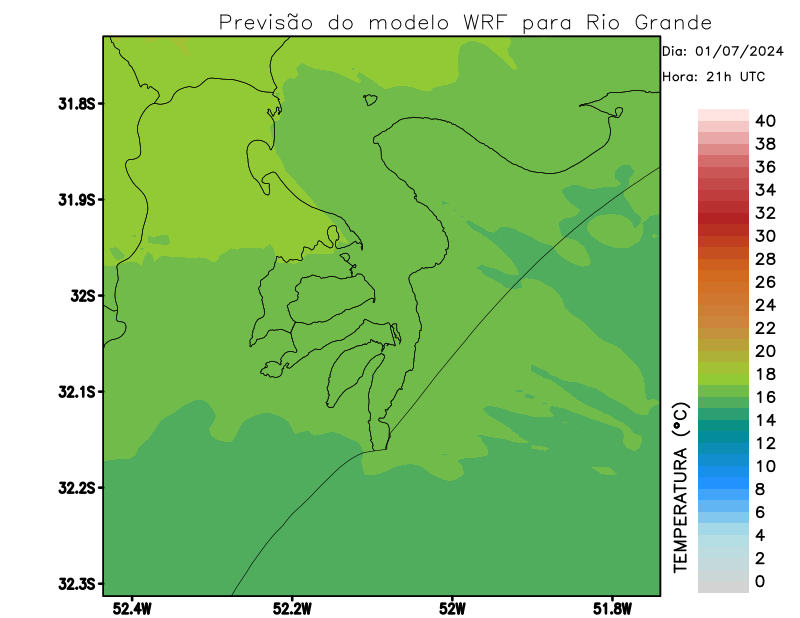 Previsão do modelo WRF para Rio Grande
Dia: 01/07/2024
Hora: 21h UTC
31.8S
31.9S
32S
32.1S
32.2S
32.3S
52.4W
52.2W
52W
51.8W
40
38
36
34
32
30
28
26
24
22
20
18
16
14
12
10
8
6
4
2
0
TEMPERATURA (°C)